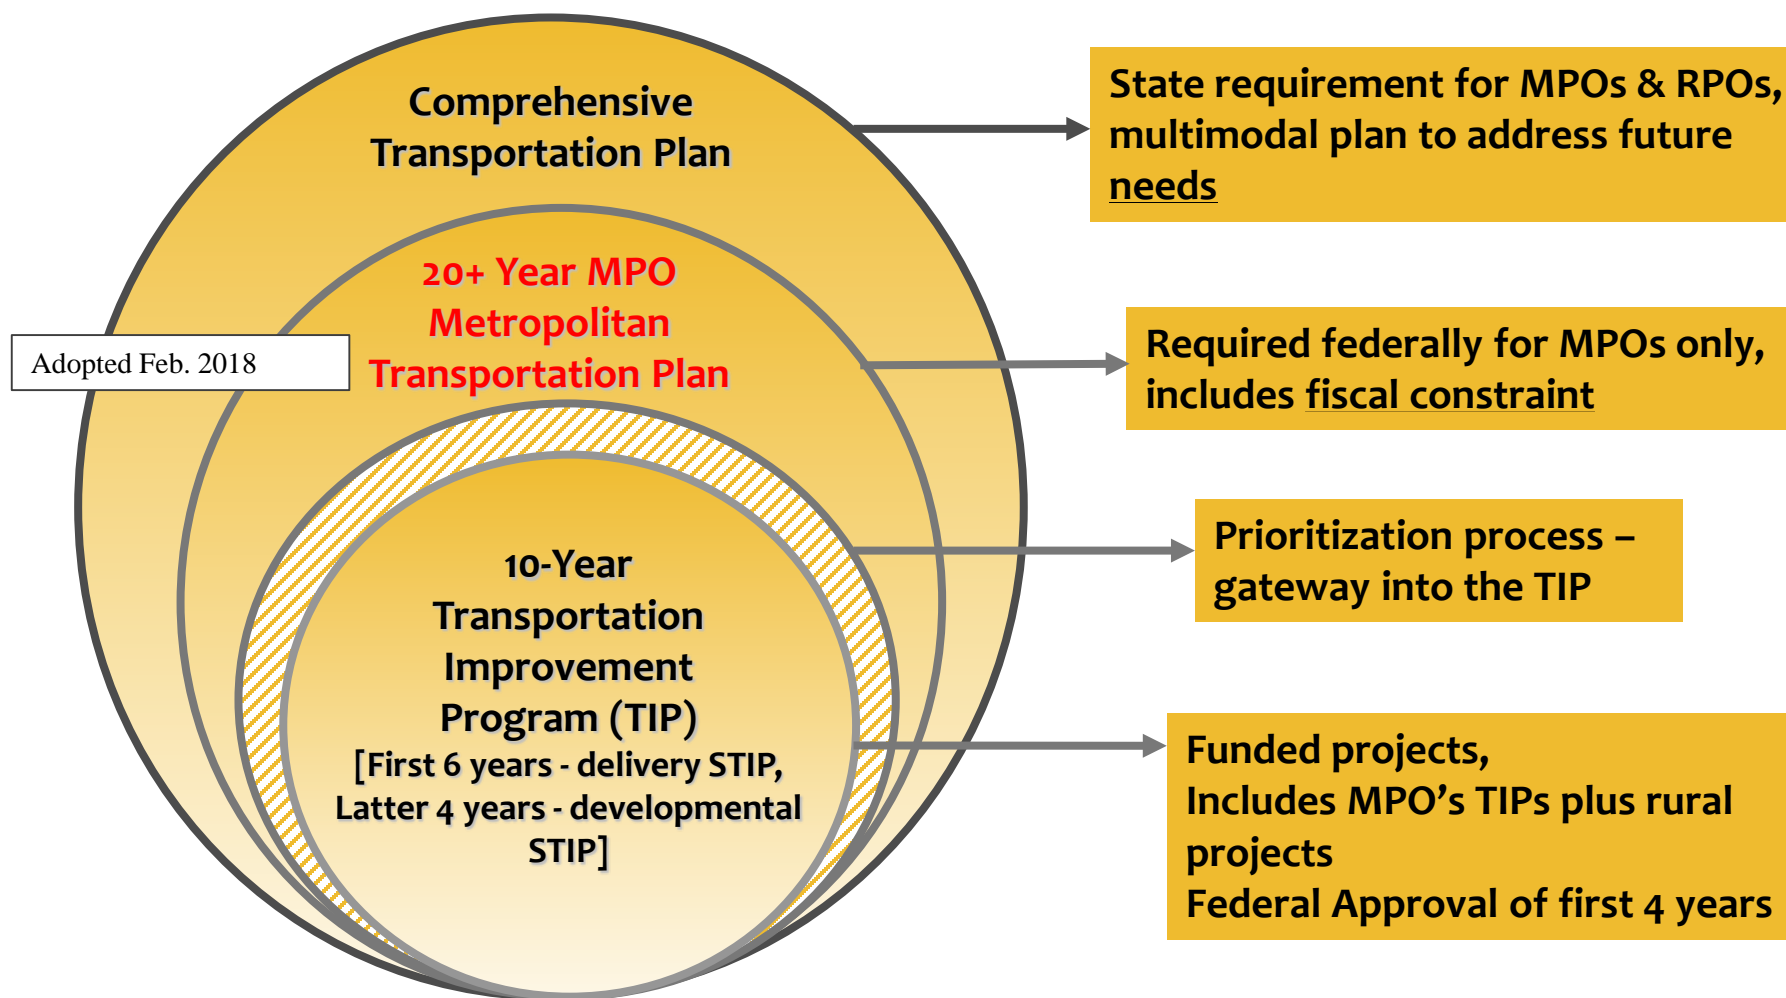 Comprehensive
Transportation Plan
20+ Year MPO
Metropolitan
Transportation Plan
Adopted Feb. 2018
10-Year
Transportation
Improvement
Program (TIP)
[First 6 years - delivery STIP,
Latter 4 years - developmental
STIP]
State requirement for MPOs & RPOs,
multimodal plan to address future
needs
Required federally for MPOs only,
includes fiscal constraint
Prioritization process –
gateway into the TIP
Funded projects,
Includes MPO’s TIPs plus rural
projects
Federal Approval of first 4 years